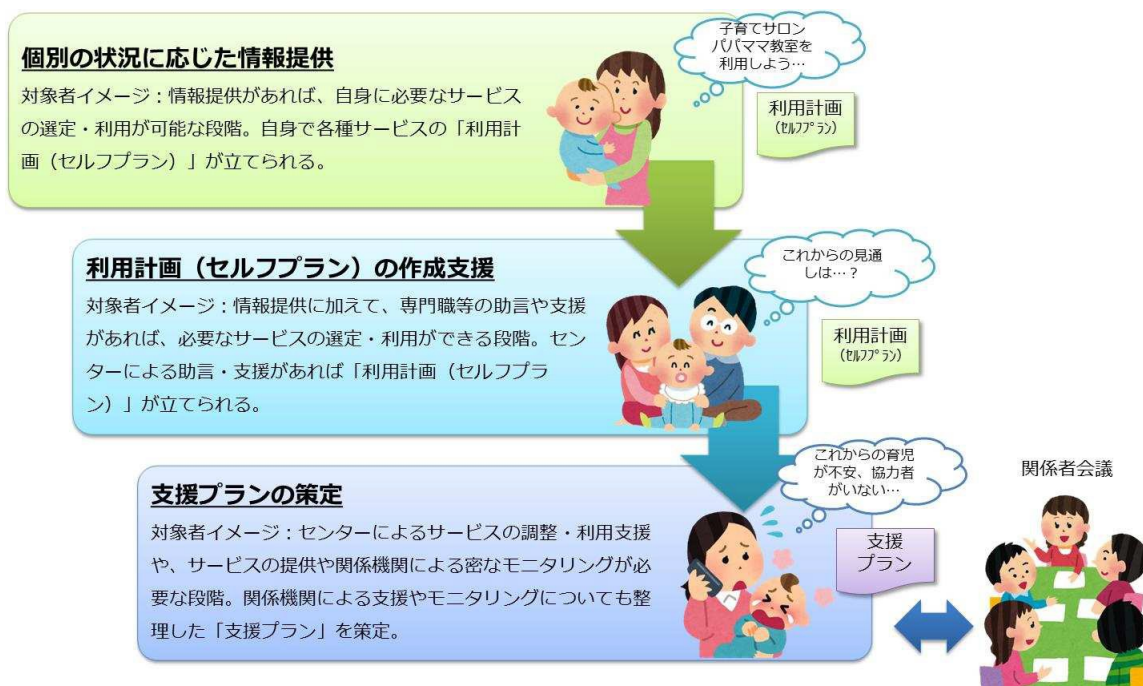 個別の状況に応じた情報提供
対象者イメージ：情報提供があれば、自身に必要なサービス
の選定・利用が可能な段階。自身で各種サービスの「利用計
画（セルフプラン）」が立てられる。
子育てサロン
パパママ教室を
利用しよう…
利用計画
(ｾﾙﾌﾌﾟﾗﾝ)
利用計画（セルフプラン）の作成支援
対象者イメージ：情報提供に加えて、専門職等の助言や支援
があれば、必要なサービスの選定・利用ができる段階。セン
ターによる助言・支援があれば「利用計画（セルフプラ
ン）」が立てられる。
これからの見通
しは…？
利用計画
(ｾﾙﾌﾌﾟﾗﾝ)
支援プランの策定
対象者イメージ：センターによるサービスの調整・利用支援
や、サービスの提供や関係機関による密なモニタリングが必
要な段階。関係機関による支援やモニタリングについても整
理した「支援プラン」を策定。
これからの育児
が不安、協力者
がいない…
支援
プラン
関係者会議